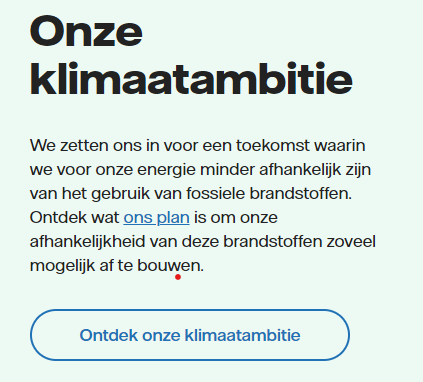 Onze
klimaatambitie
We zetten ons in voor een toekomst waarin
we voor onze energie minder afhankelijk zijn
van het gebruik van fossiele brandstoffen.
Ontdek wat ons plan is om onze
afhankelijkheid van deze brandstoffen zoveel
mogelijk af te bouwen.
Ontdek onze klimaatambitie